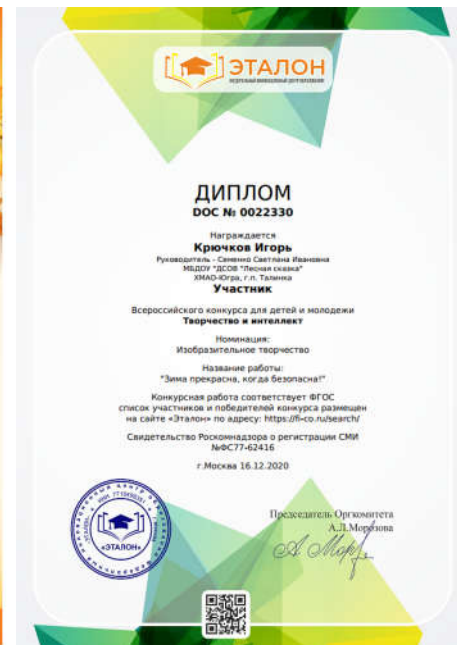 ЭТАЛОН
ДИПЛОМ
DOC № 0022330
Награждается
Крючков Игорь
Руководитель - Семенко Светлана Ивановна
МБДОУ "ДСОВ "Лесная сказка"
ХМАО-Югра, г.п. Талинка
Участник
Всероссийского конкурса для детей и молодежи
Творчество и интеллект
Номинация:
Изобразительное творчество
Название работы:
"Зима прекрасна, когда безопасна!"
Конкурсная работа соответствует ФГОС
список участников и победителей конкурса размещен
на сайте «Эталон» по адресу: https://fi-co.ru/search/
Свидетельство Роскомнадзора о регистрации СМИ
№ФС77-62416
г.Москва 16.12.2020
Председатель Оргкомитета
А.Л.Морозова
«ЭТАЛОН»